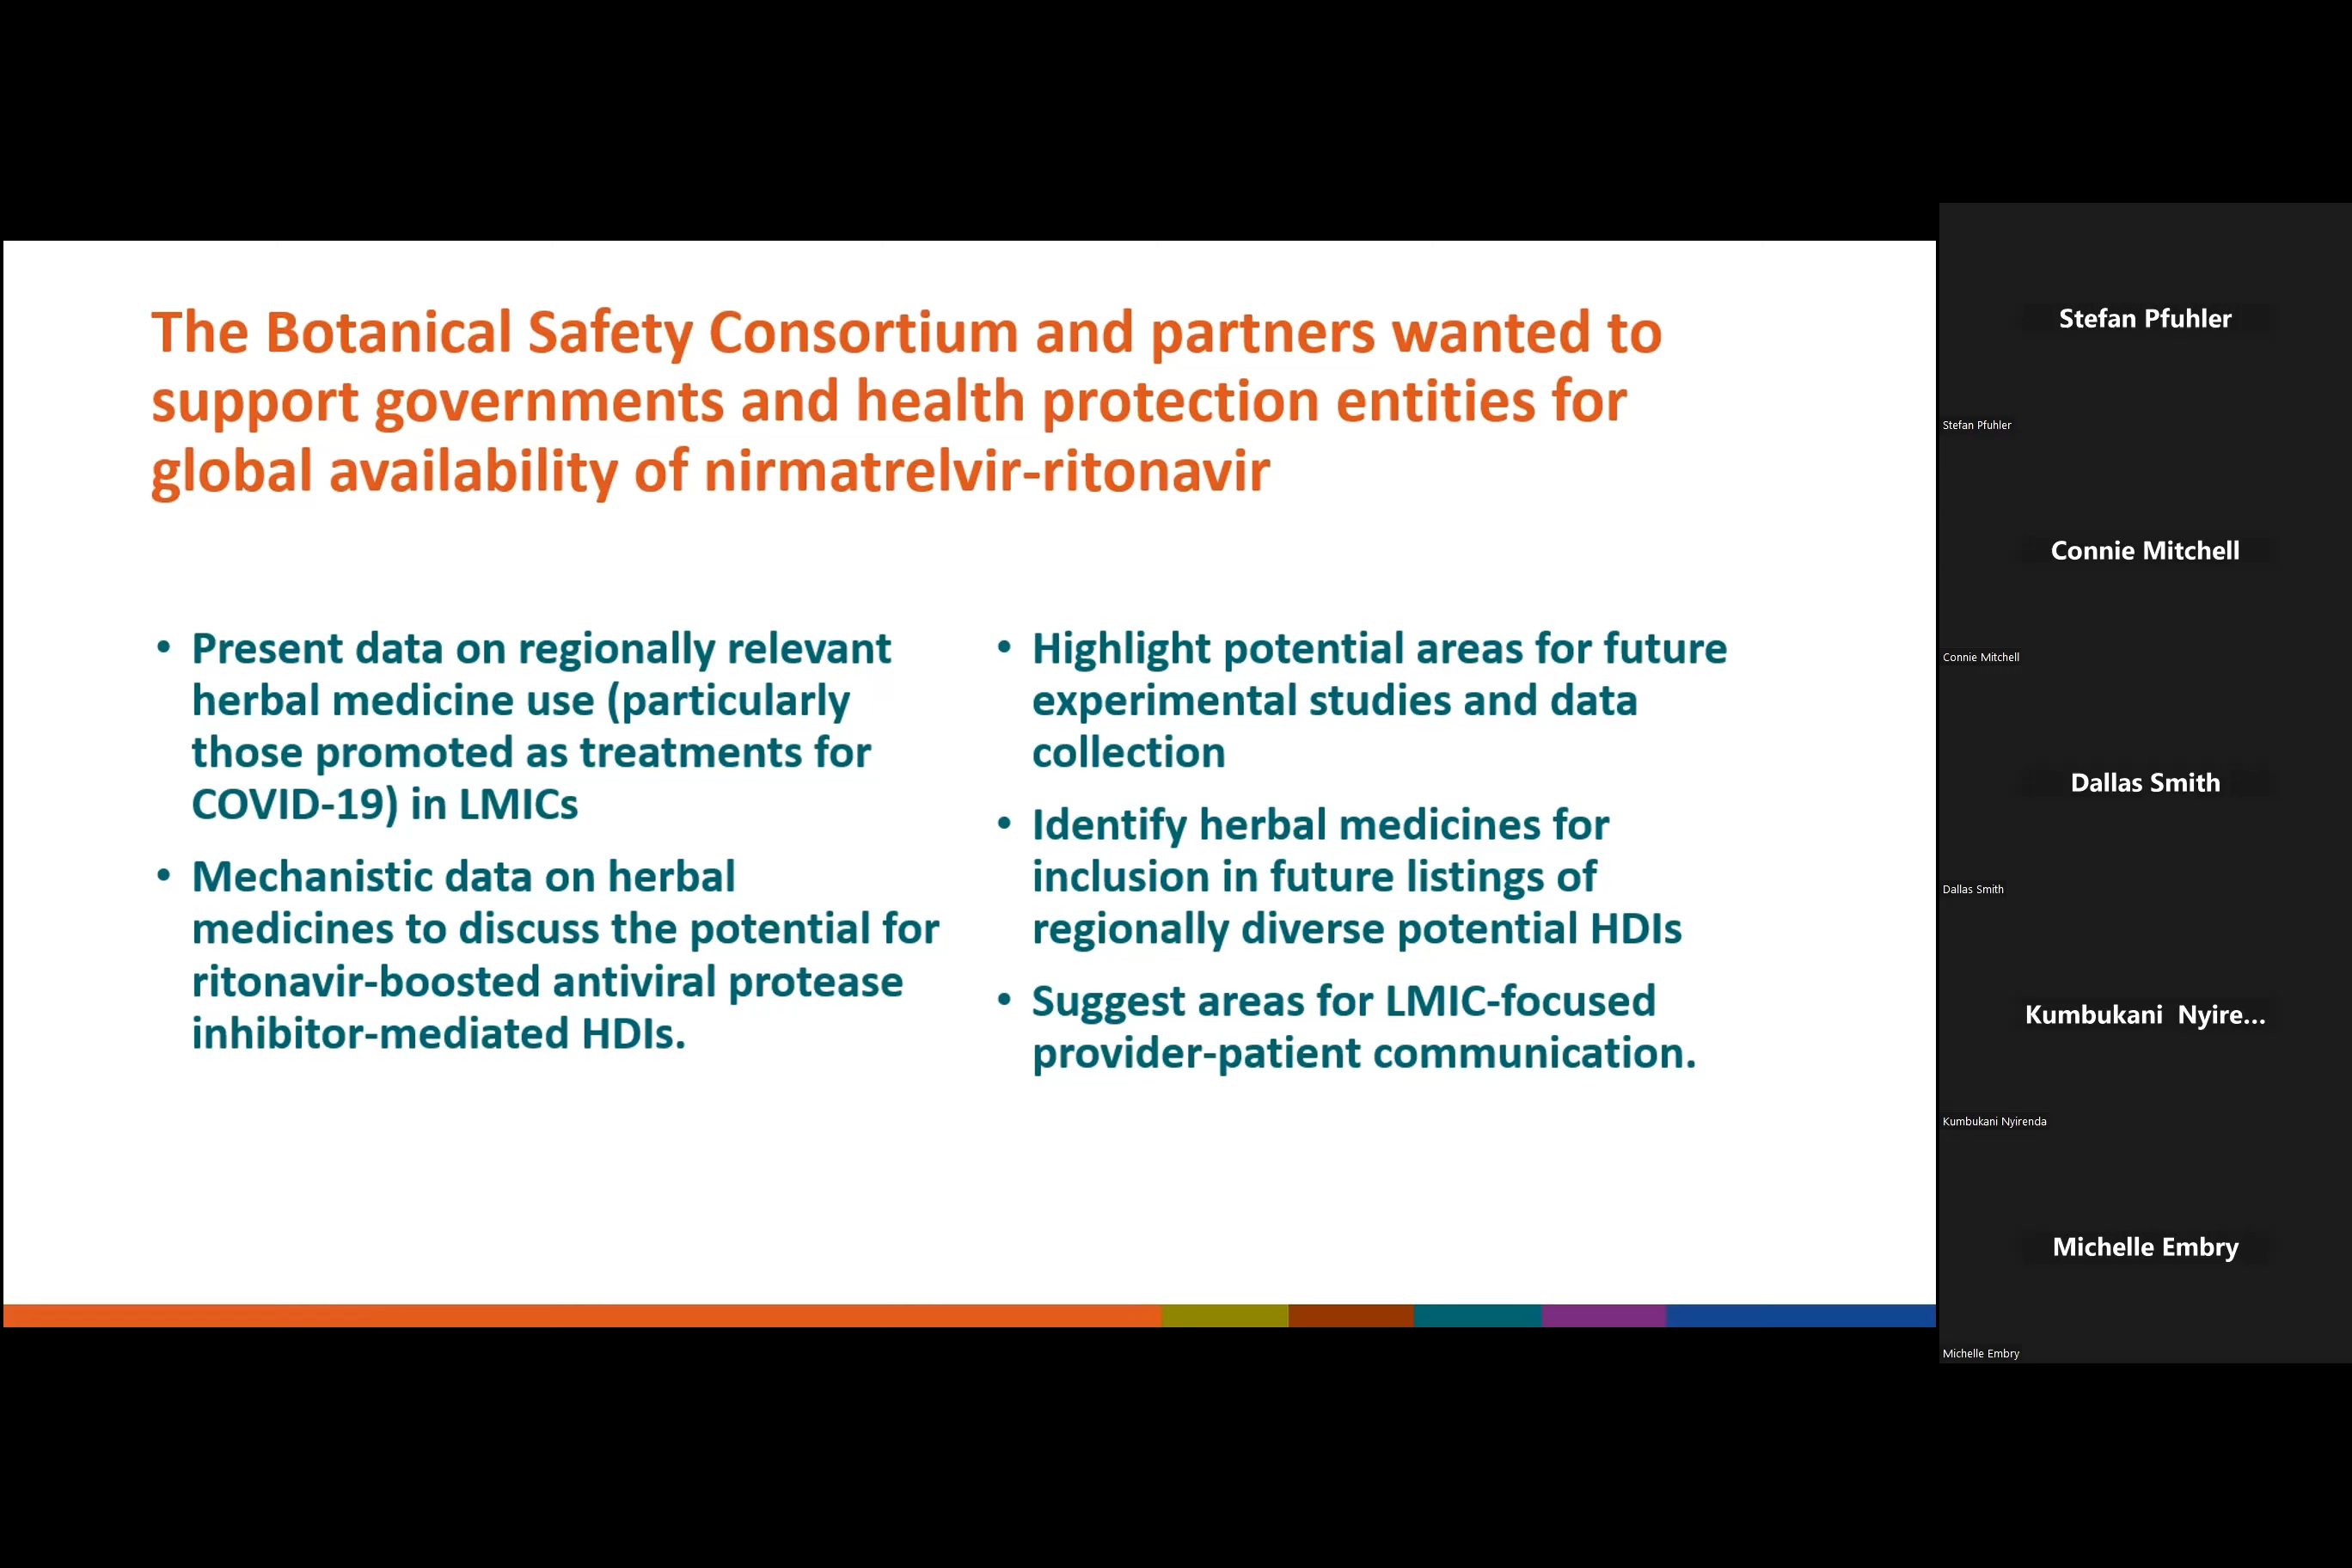 The Botanical Safety Consortium and partners wanted to
support governments and health protection entities for
global availability of nirmatrelvir-ritonavir
• Present data on regionally relevant
herbal medicine use (particularly
those promoted as treatments for
COVID-19) in LMICs
• Mechanistic data on herbal
medicines to discuss the potential for
ritonavir-boosted antiviral protease
inhibitor-mediated HDIs.
• Highlight potential areas for future
experimental studies and data
collection
• Identify herbal medicines for
inclusion in future listings of
regionally diverse potential HDIs
• Suggest areas for LMIC-focused
provider-patient communication.
Stefan Pfuhler
Stefan Pfuhler
Connie Mitchell
Connie Mitchell
Dallas Smith
Dallas Smith
Kumbukani Nyire...
Kumbukani Nyirenda
Michelle Embry
Michelle Embry